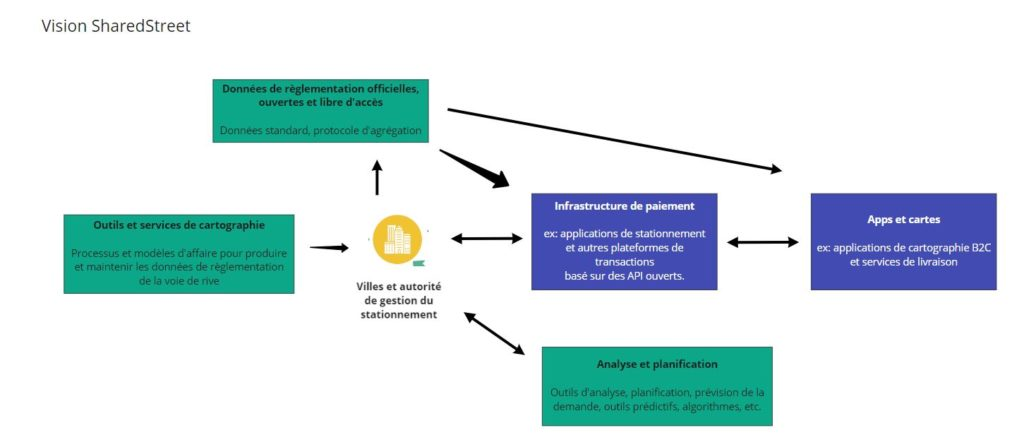 Vision SharedStreet
Données de règlementation officilelles,
ouvertes et libre d'accès
Données standard, protocole d'agrégation
Outils et services de cartographie
Processus et modèles d'affaire pour produire
et maintenir les données de règlementation
de la voie de rive
Villes et autorité
de gestion du
stationnement
Infrastructure de paiement
ex: applications de stationnement
et autres plateformes de
transactions
basé sur des API ouverts.
Apps et cartes
ex: applications de cartographie B2C
et services de livraison
Analyse et planification
Outils d'analyse, planification, prévision de la
demande, outils prédictifs, algorithmes, etc.